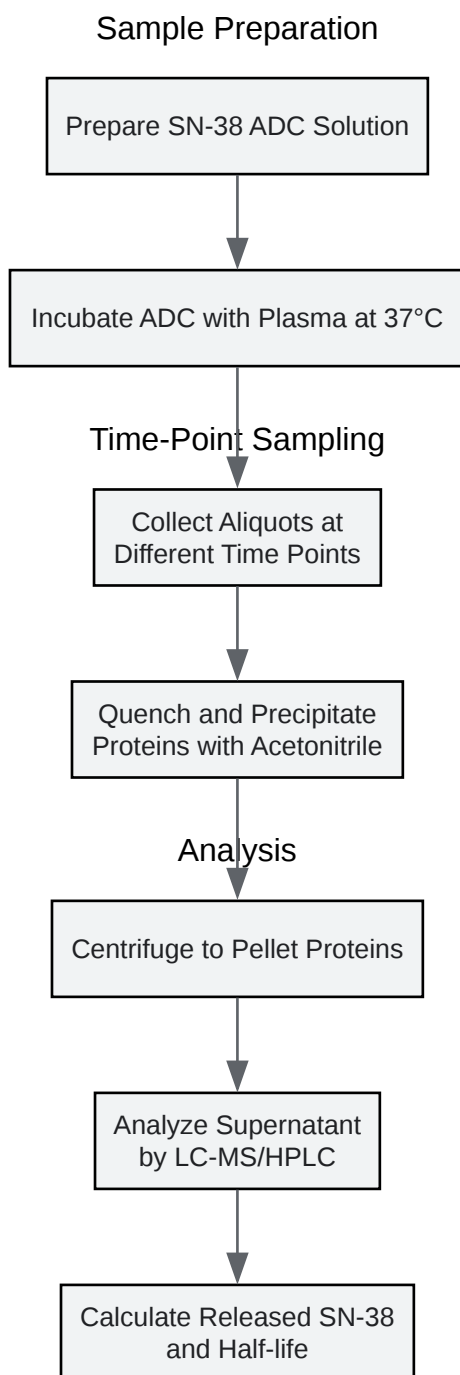 Sample Preparation
Prepare SN-38 ADC Solution
Incubate ADC with Plasma at 37°C
Time-Point Sampling
Collect Aliquots at
Different Time Points
Quench and Precipitate
Proteins with Acetonitrile
Analysis
Centrifuge to Pellet Proteins
Analyze Supernatant
by LC-MS/HPLC
Calculate Released SN-38
and Half-life